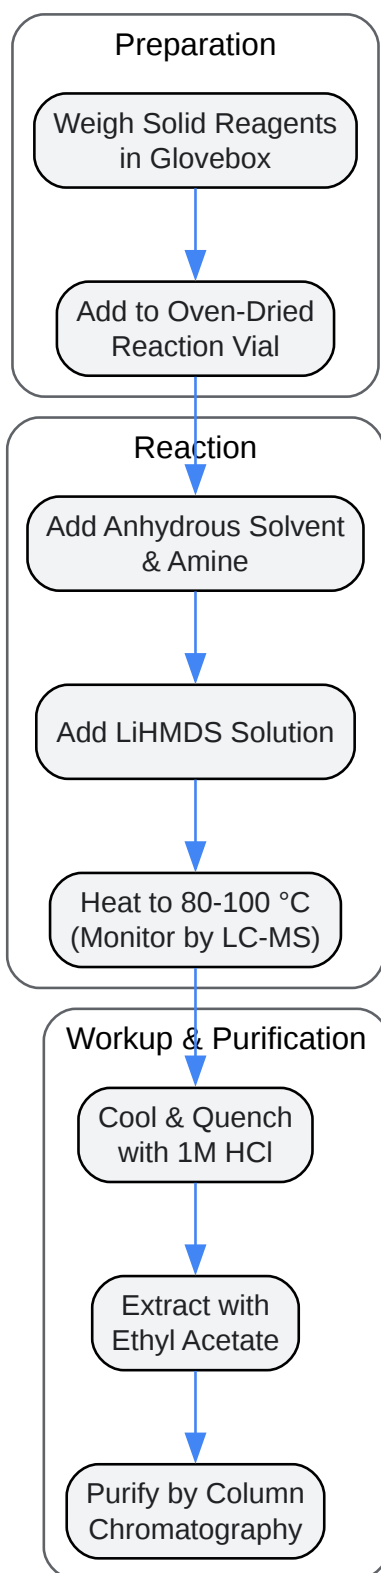 Preparation
Weigh Solid Reagents
in Glovebox
Add to Oven-Dried
Reaction Vial
Reaction
Add Anhydrous Solvent
& Amine
Add LiHMDS Solution
Heat to 80-100 °C
(Monitor by LC-MS)
Workup & Purification
Cool & Quench
with 1M HCl
Extract with
Ethyl Acetate
Purify by Column
Chromatography